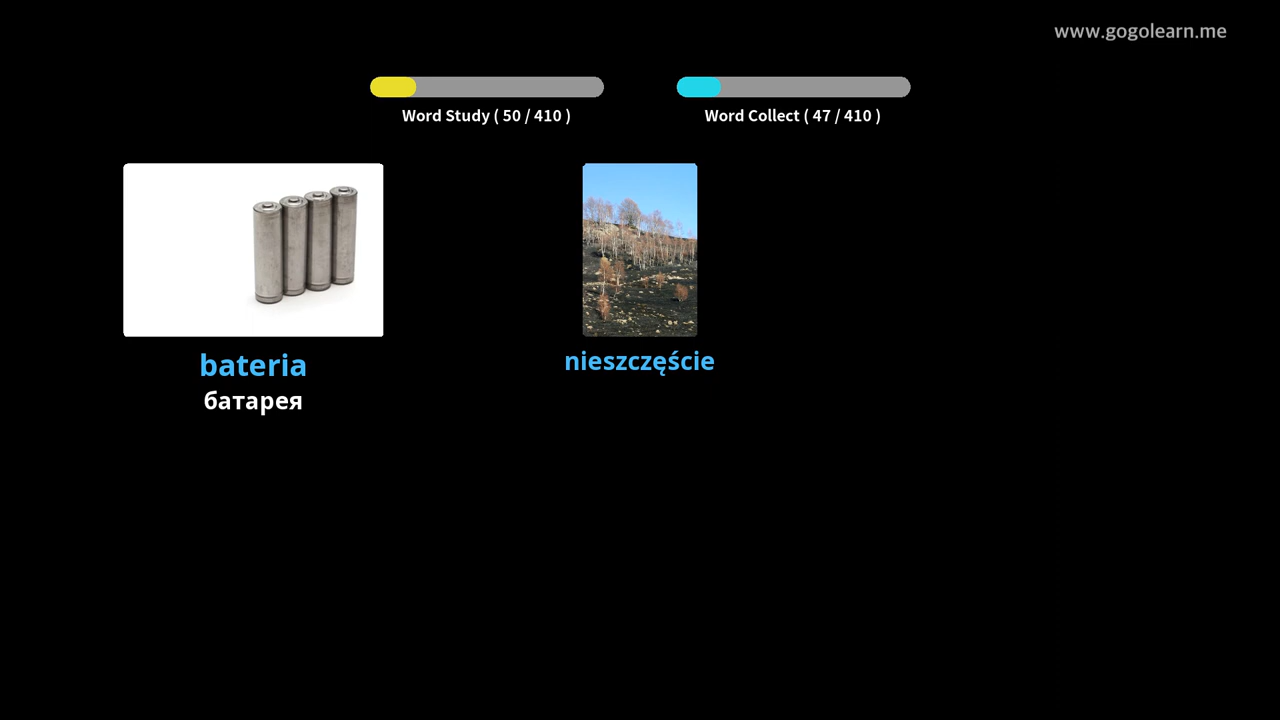 www.gogolearn.me
Word Study ( 50 / 410 )
Word Collect ( 47 / 410 )
bateria
батарея
nieszczęście